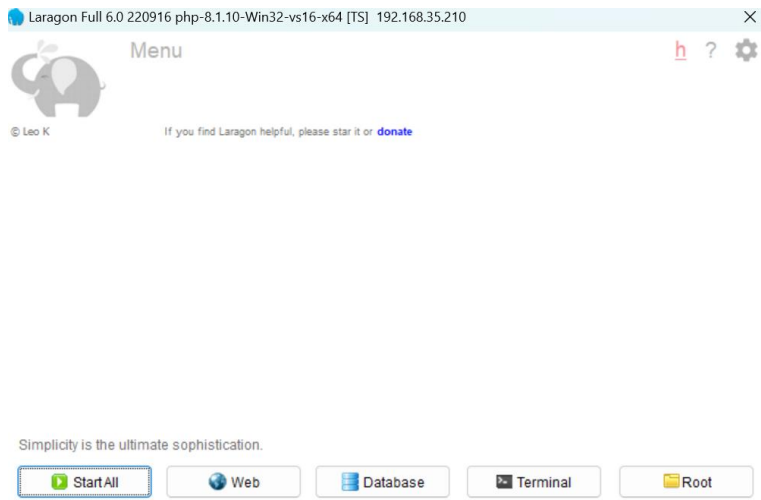 Laragon Full 6.0 220916 php-8.1.10-Win32-vs16-x64 [TS] 192.168.35.210
Menu
h ?
© Leo K
If you find Laragon helpful, please star it or donate
Simplicity is the ultimate sophistication.
Start All Web Database Terminal Root